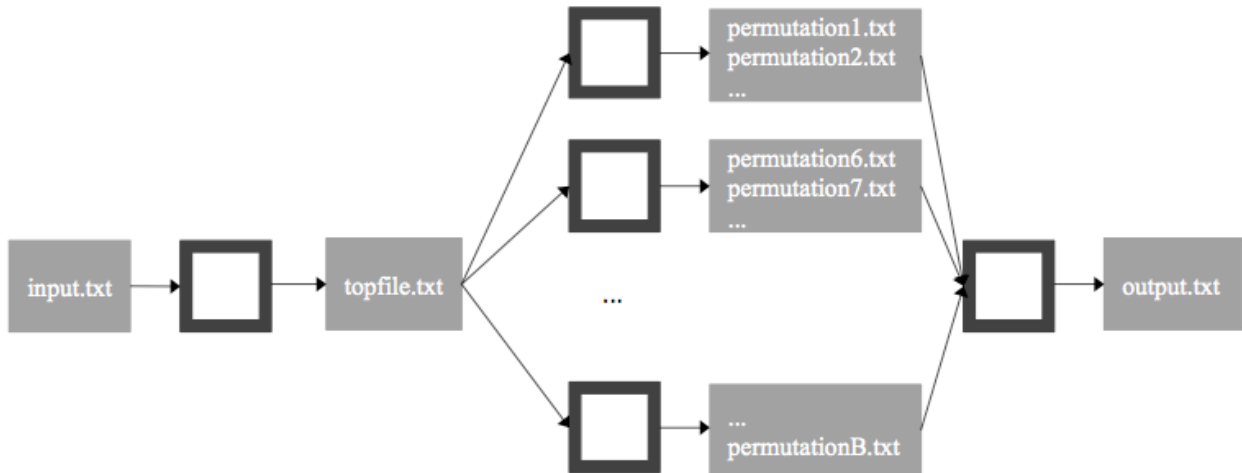 permutation1.txt
permutation2.txt
...
permutation6.txt
permutation7.txt
...
input.txt
topfile.txt
...
output.txt
...
permutationB.txt